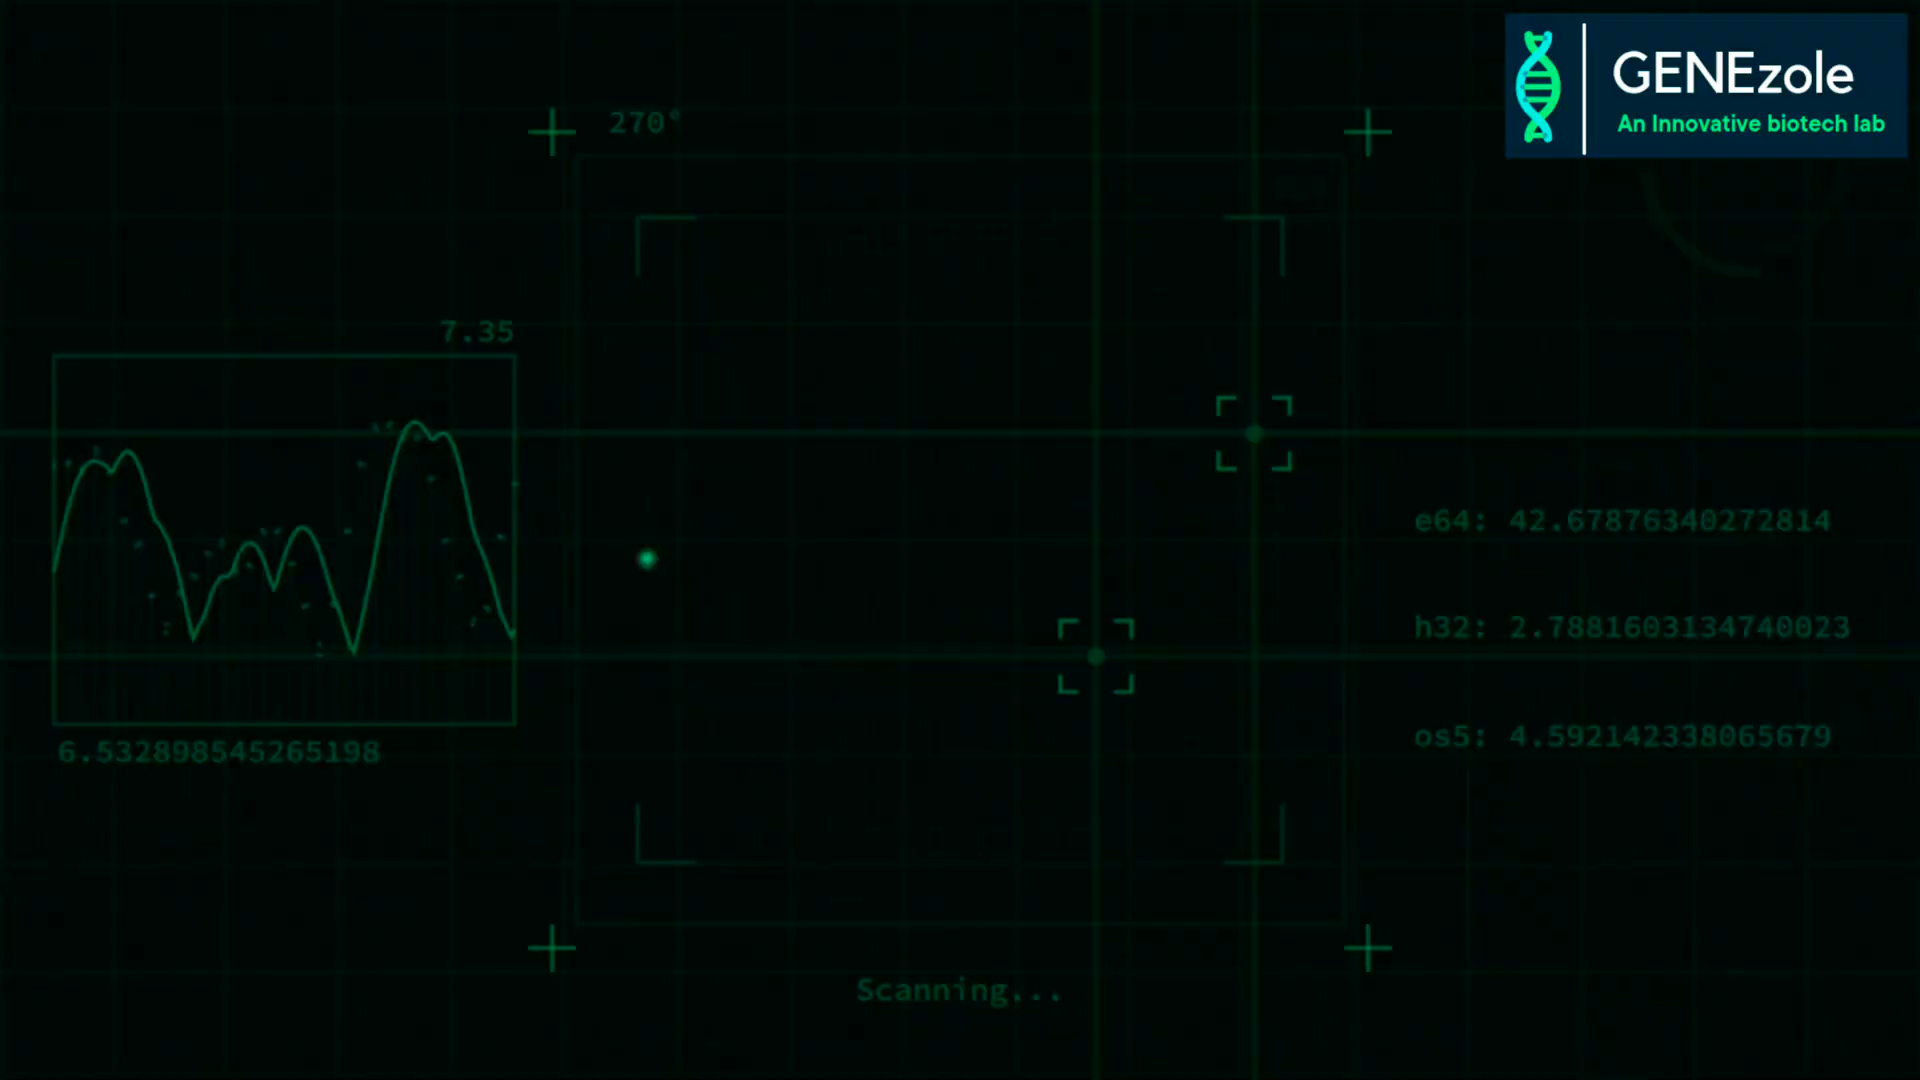 GENEzole
An Innovative biotech lab
270°
7.35
6.532898545265198
e64: 42.67876340272814
h32: 2.7881603134740023
os5: 4.592142338065679
Scanning...